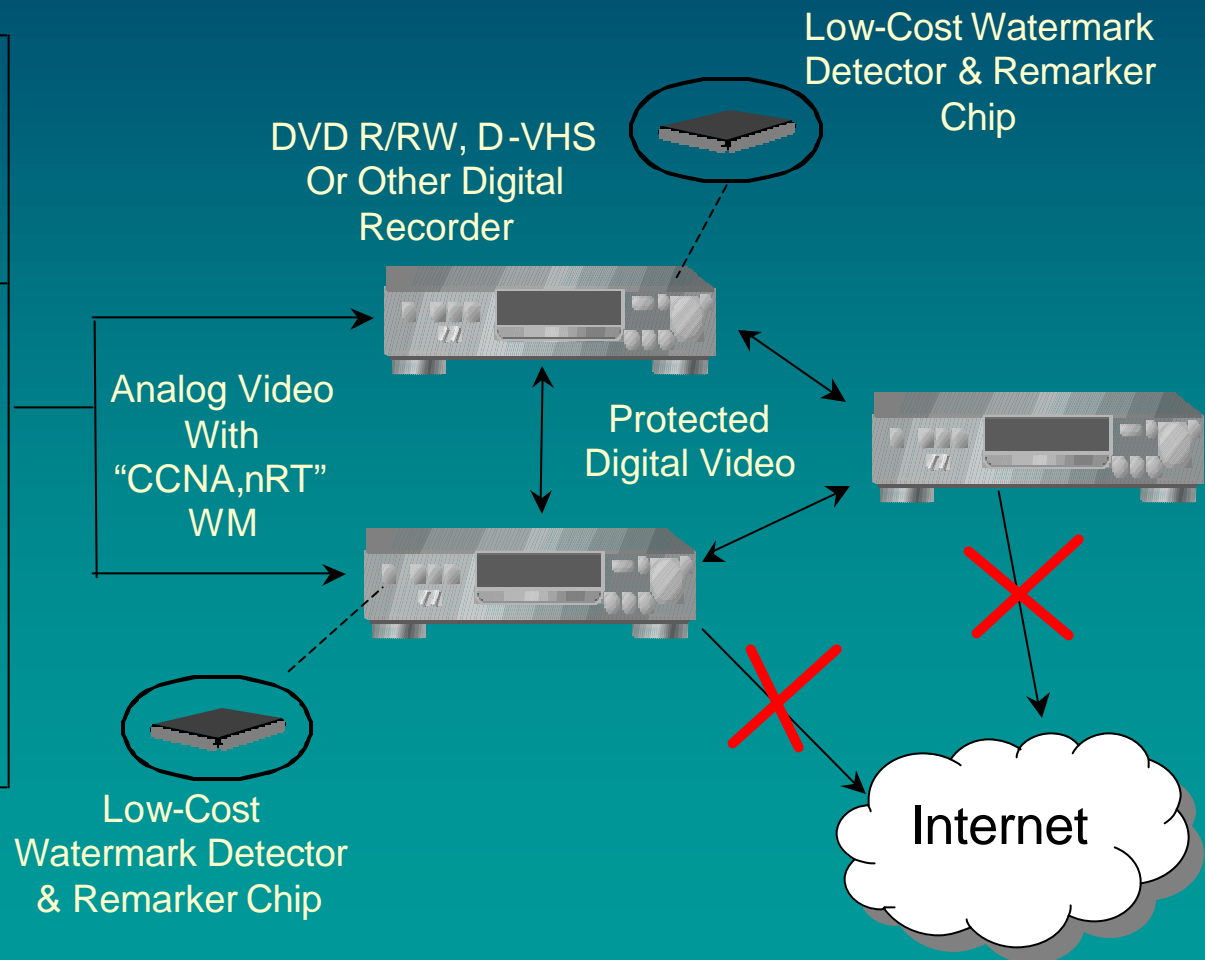 Low-Cost Watermark
Detector & Remarker
Chip
DVD R/RW, D-VHS
Or Other Digital
Recorder
Analog Video
With
“CCNA,nRT”
WM
Protected
Digital Video
Low-Cost
Watermark Detector
& Remarker Chip
Internet